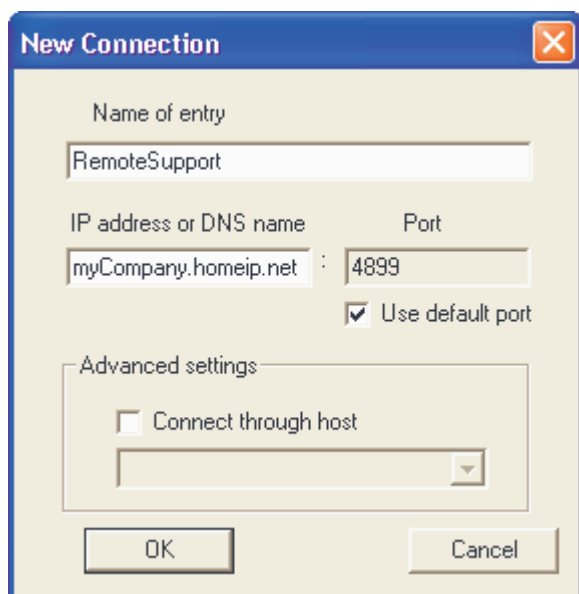 New Connection
Name of entry
RemoteSupport
IP address or DNS name Port
myCompany.homeip.net : 4899
Use default port
Advanced settings
Connect through host
OK Cancel